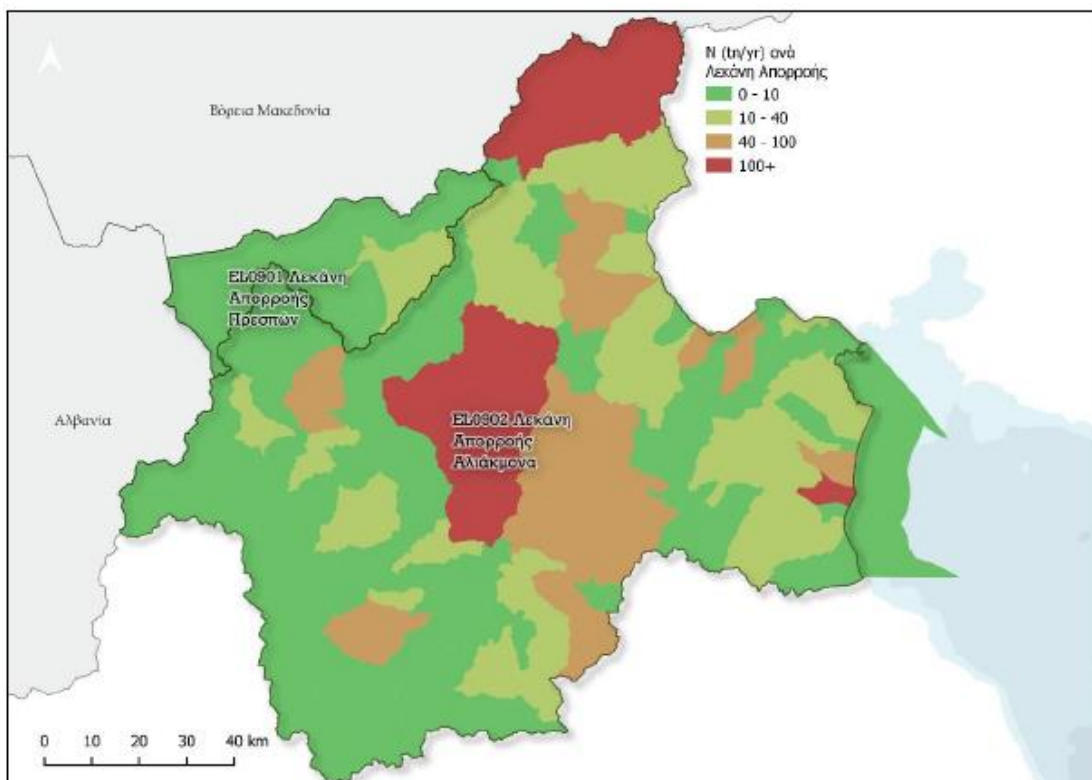 Βόρεια Μακεδονία
N (tn/yr) ανά
Λεκάνη Απορροής
0 - 10
10 - 40
40 - 100
100+
EL0901 Λεκάνη
Απορροής
Πρεσπών
Αλβανία
EL0902 Λεκάνη
Απορροής
Αλιάκμονα
0 10 20 30 40 km